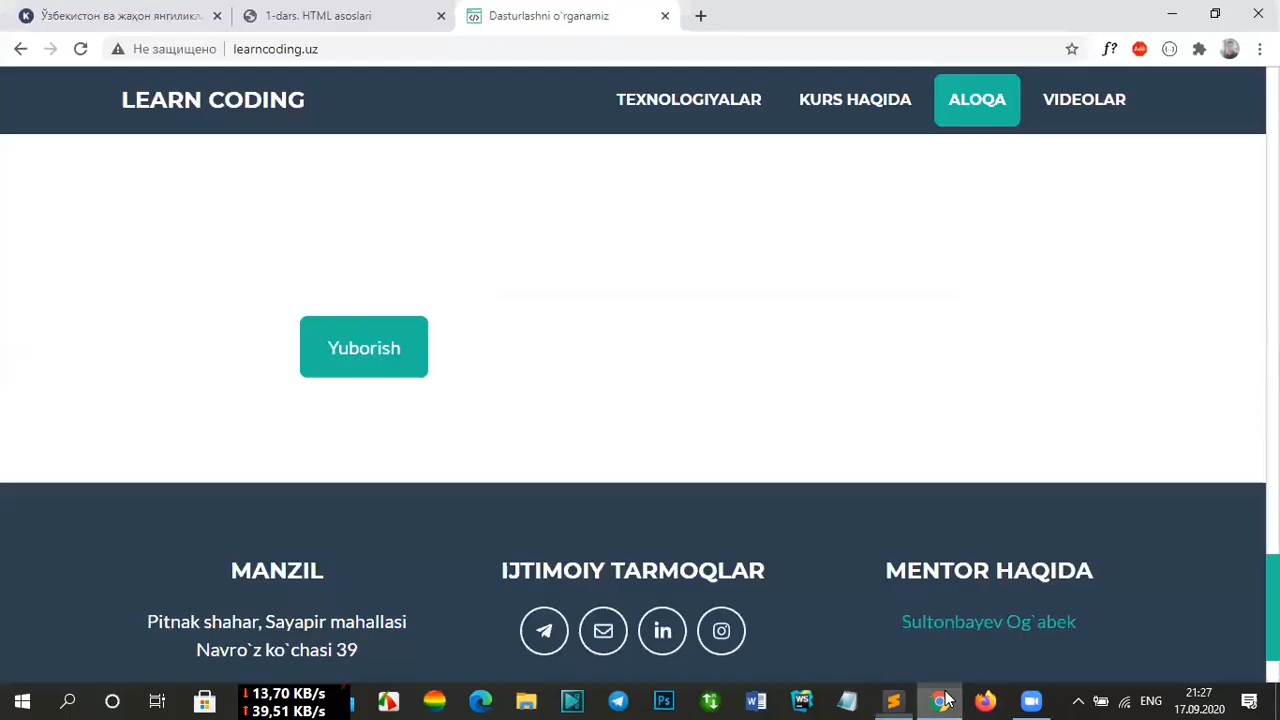 Ўзбекистон ва жаҳон янгиликл
1-dars. HTML asoslari
Dasturlashni o`rganamiz
Не защищено
learncoding.uz
LEARN CODING
TEXNOLOGIYALAR
KURS HAQIDA
ALOQA
VIDEOLAR
Yuborish
MANZIL
Pitnak shahar, Sayapir mahallasi
Navro`z ko`chasi 39
IJTIMOIY TARMOQLAR
MENTOR HAQIDA
Sultonbayev Og`abek
13,70 KB/s
39,51 KB/s
ENG
21:27
17.09.2020